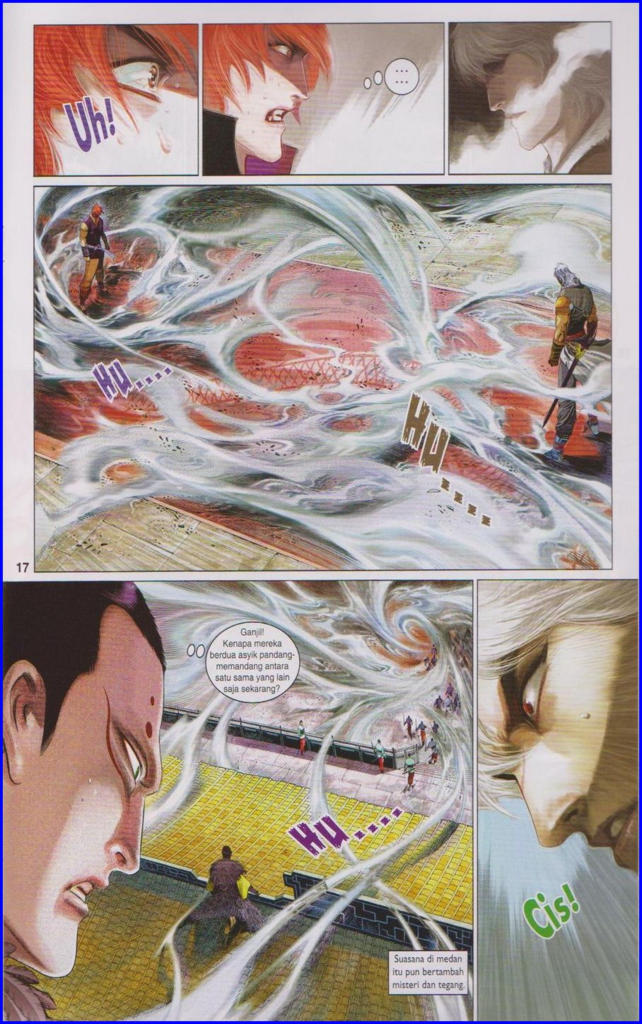 Uh!
...
...
HU....
HU....
17
Ganjil!
Kenapa mereka
berdua asyik pandang-
memandang antara
satu sama yang lain
saja sekarang?
HU....
Suasana di medan
itu pun bertambah
misteri dan tegang.
Cis!